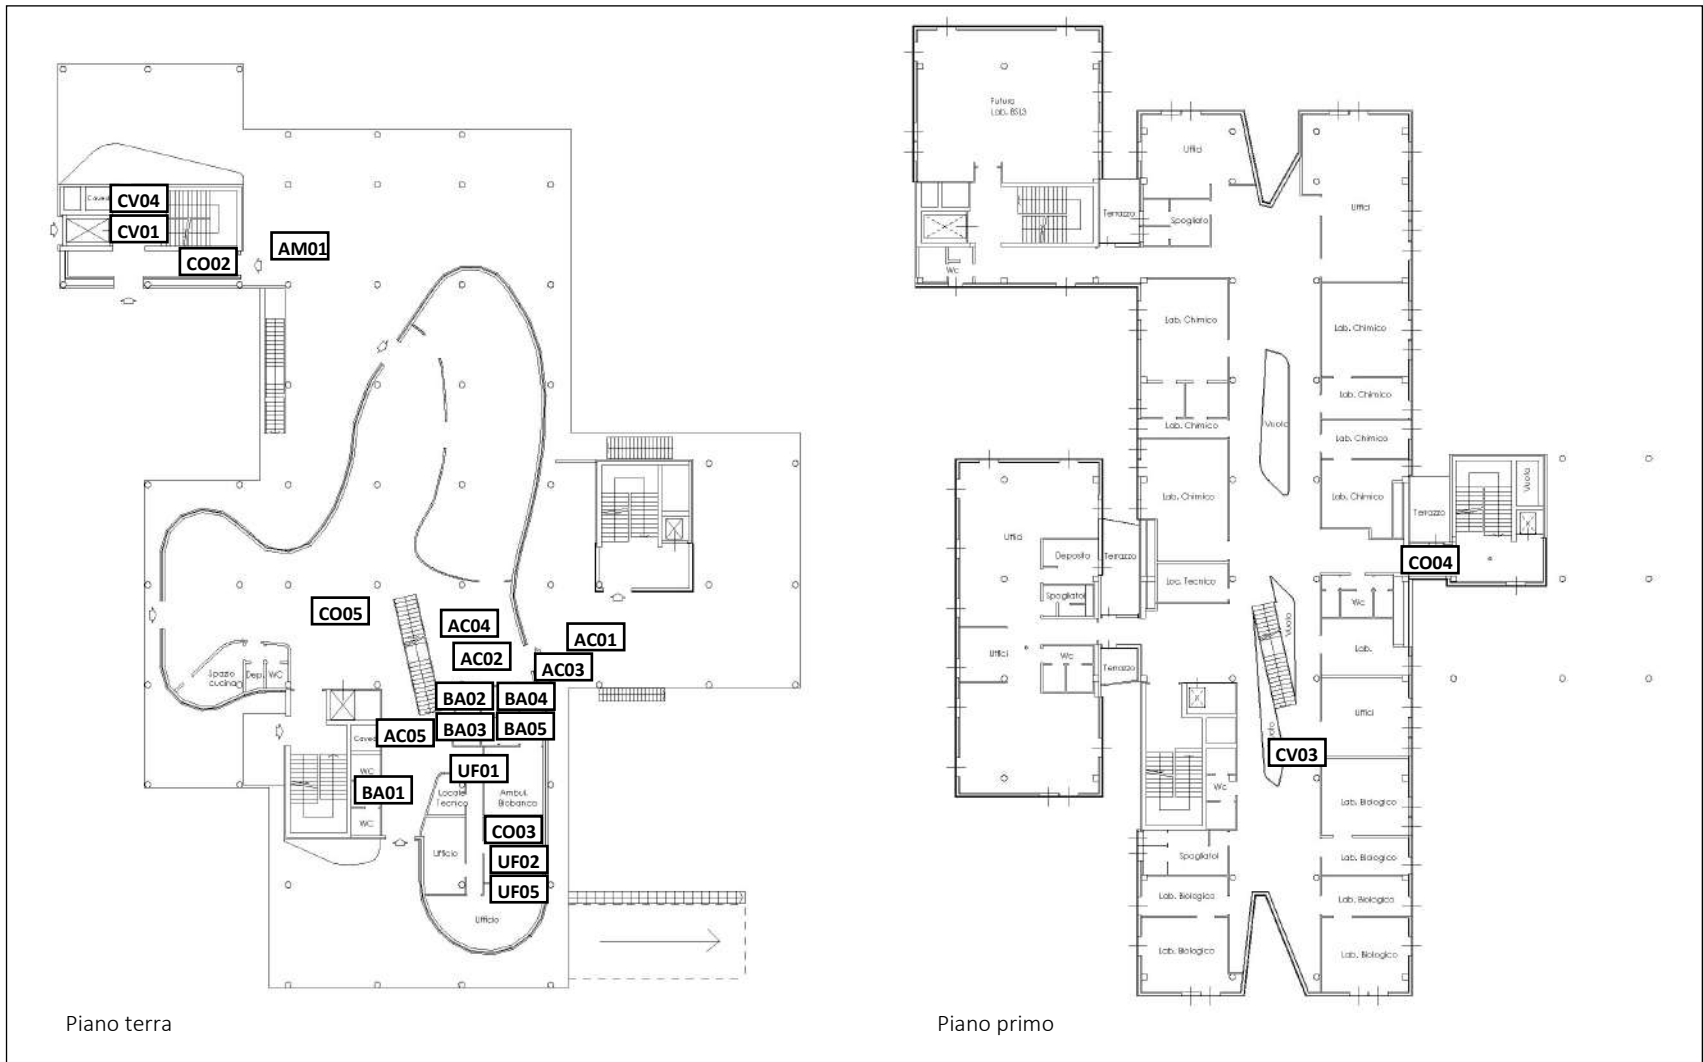 Caved
CV04
CV01
CO02
AM01
CO05
AC04
AC01
AC02
AC03
Spazio
cucina
Dep.
WC
BA02
BA04
AC05
BA03
BA05
Caved
WC
UF01
BA01
Locale
Tecnico
Ambul.
Biobanca
WC
CO03
Ufficio
UF02
UF05
Ufficio
Piano terra
Futuro
Lab. BSL3
Uffici
Uffici
Terrazzo
Spogliatoi
Wc
Lab. Chimico
Lab. Chimico
Lab. Chimico
Vuoto
Lab. Chimico
Lab. Chimico
Lab. Chimico
Lab. Chimico
Vuoto
Terrazzo
Uffici
Deposito
Terrazzo
CO04
Loc. Tecnico
Spogliatoi
Wc
Vuoto
Lab.
Uffici
Wc
Terrazzo
Uffici
CV03
Wc
Lab. Biologico
Spogliatoi
Lab. Biologico
Lab. Biologico
Lab. Biologico
Lab. Biologico
Lab. Biologico
Piano primo